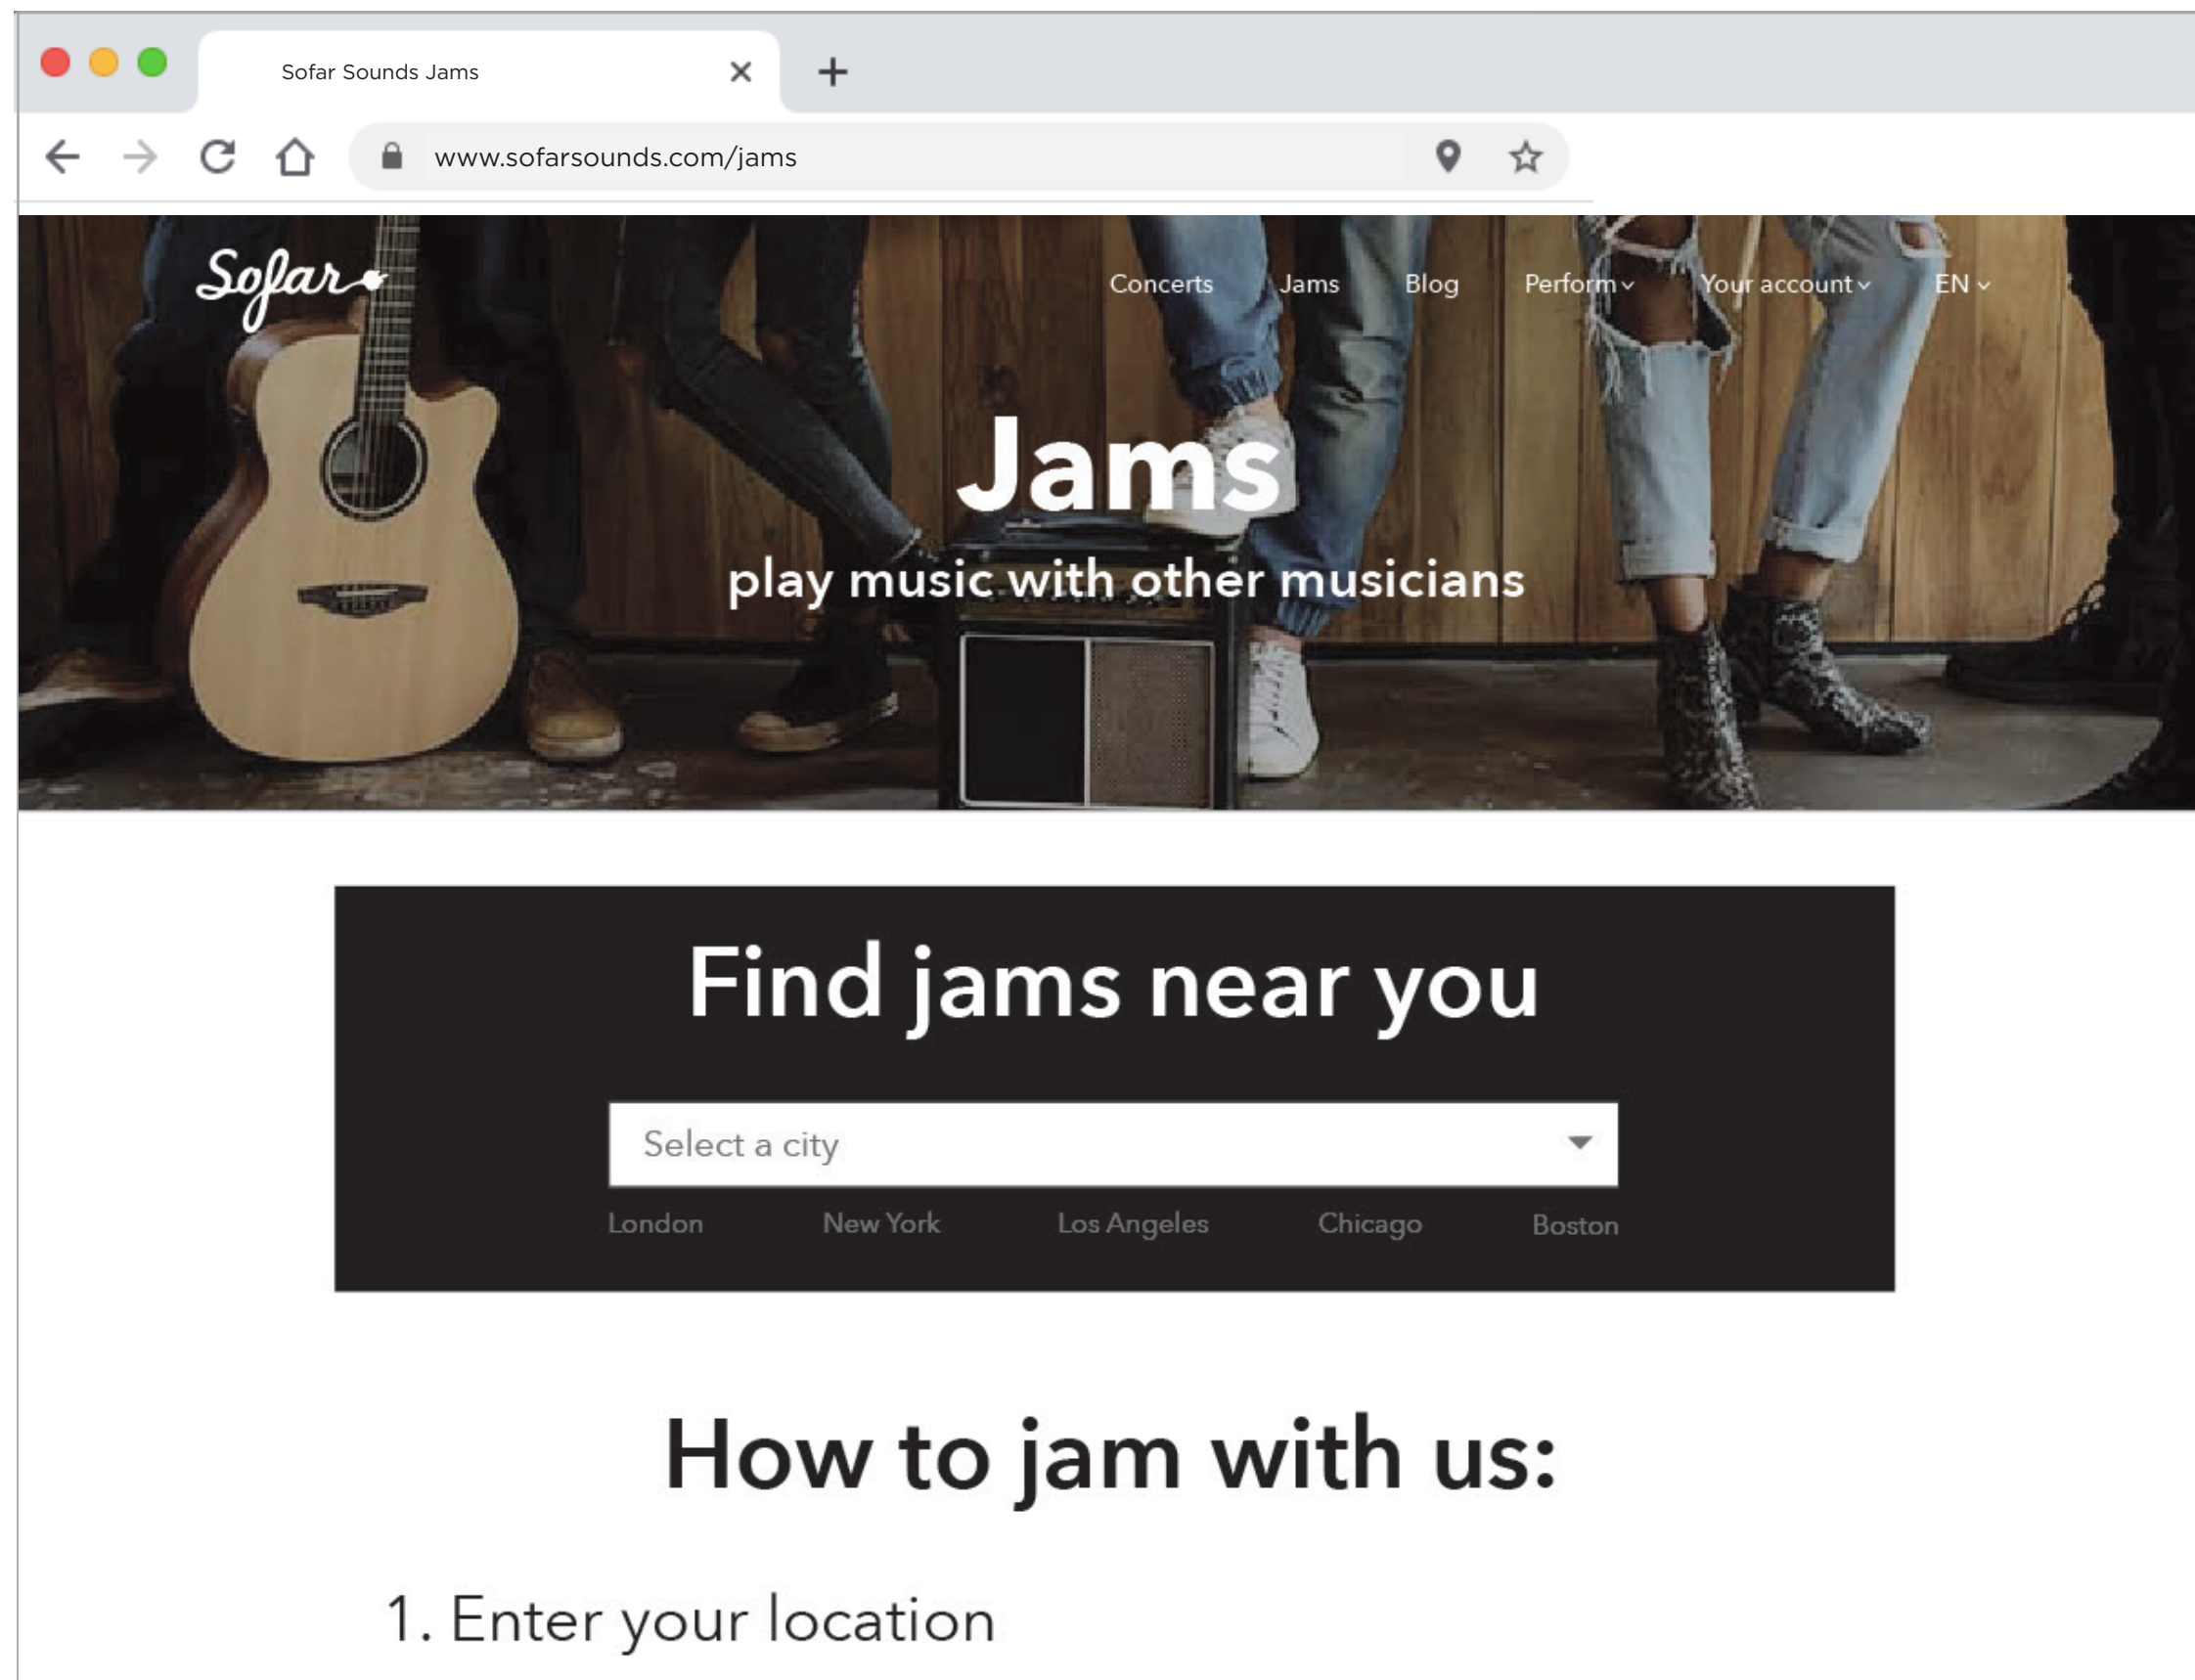 Sofar Sounds Jams
www.sofarsounds.com/jams
Sofar
Concerts Jams Blog Perform Your account EN
Jams
play music with other musicians
Find jams near you
Select a city
London New York Los Angeles Chicago Boston
How to jam with us:
1. Enter your location